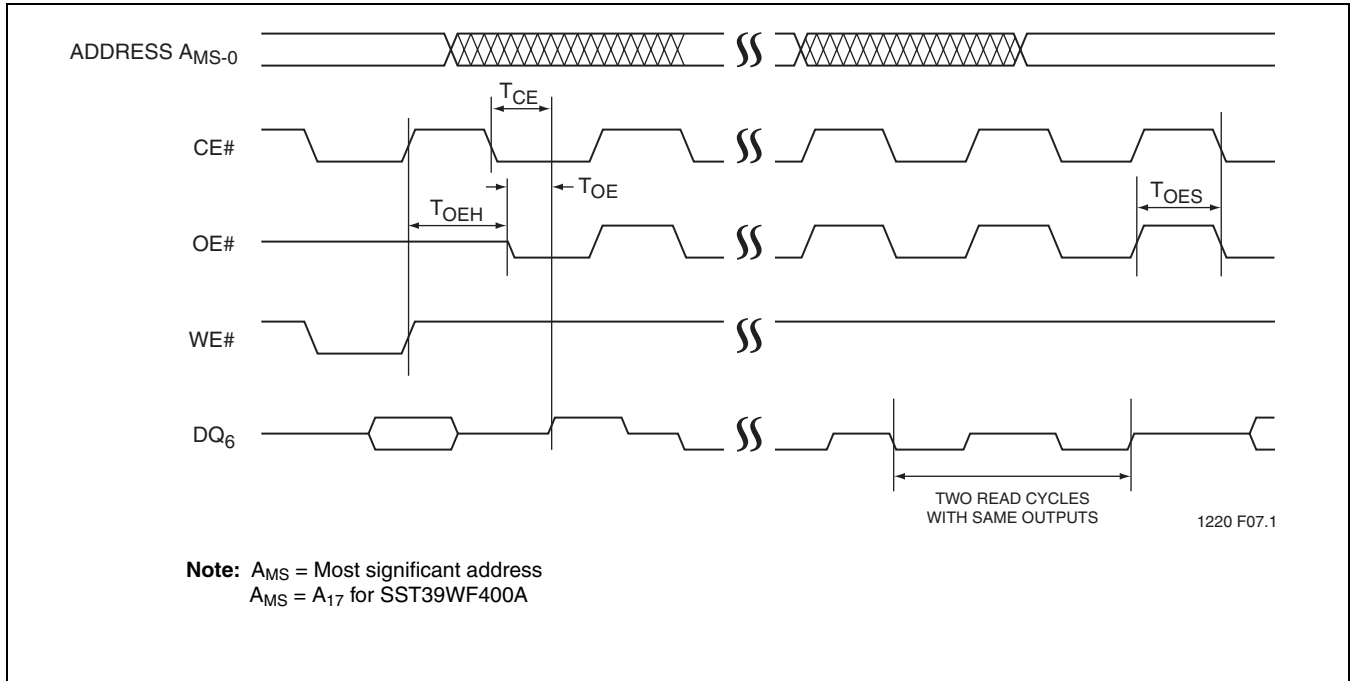 ADDRESS AMS-0
TCE
CE#
TOE
TOEH
TOES
OE#
WE#
DQ6
TWO READ CYCLES
WITH SAME OUTPUTS
1220 F07.1
Note: AMS = Most significant address
AMS = A17 for SST39WF400A